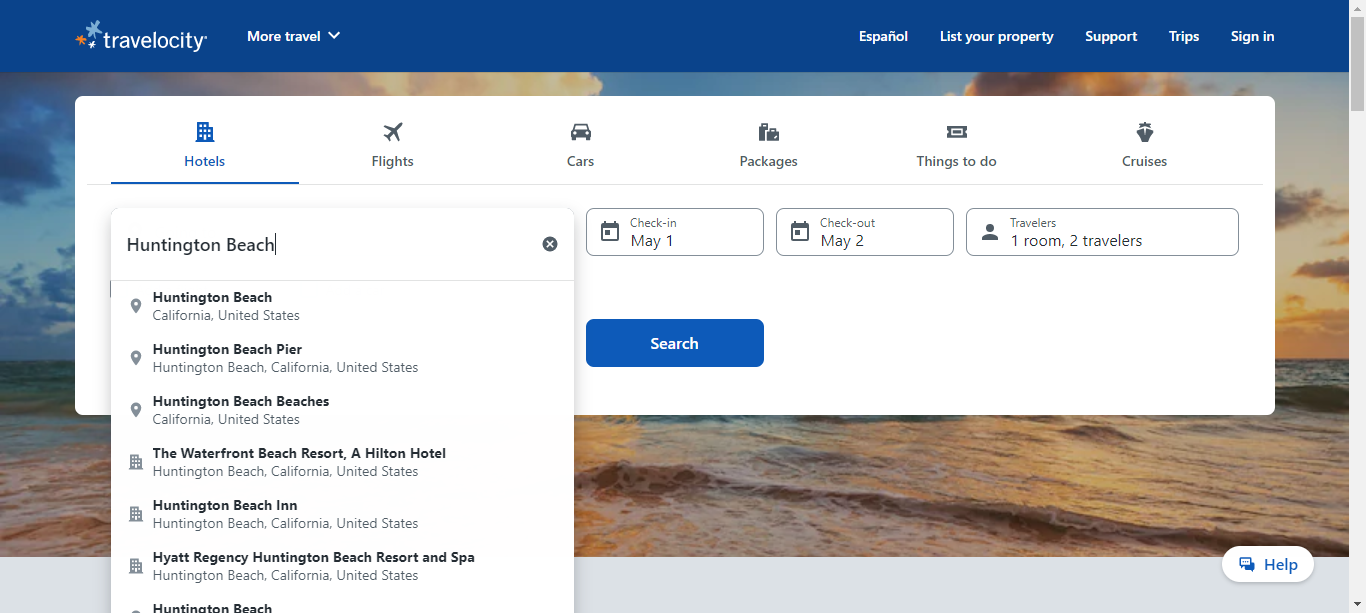 travelocity
More travel
Español
List your property
Support
Trips
Sign in
Hotels
Flights
Cars
Packages
Things to do
Cruises
Huntington Beach
Check-in
May 1
Check-out
May 2
Travelers
1 room, 2 travelers
Huntington Beach
California, United States
Huntington Beach Pier
Huntington Beach, California, United States
Huntington Beach Beaches
California, United States
The Waterfront Beach Resort, A Hilton Hotel
Huntington Beach, California, United States
Huntington Beach Inn
Huntington Beach, California, United States
Hyatt Regency Huntington Beach Resort and Spa
Huntington Beach, California, United States
Huntington Beach
Search
Help